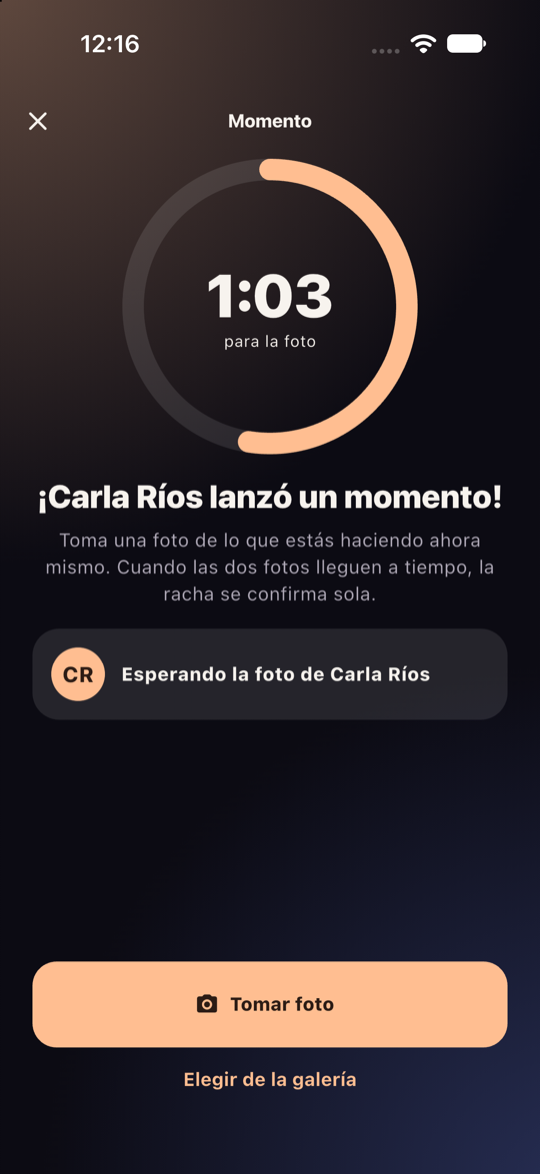 12:16
Momento
1:03
para la foto
¡Carla Ríos lanzó un momento!
Toma una foto de lo que estás haciendo ahora
mismo. Cuando las dos fotos lleguen a tiempo, la
racha se confirma sola.
CR
Esperando la foto de Carla Ríos
Tomar foto
Elegir de la galería